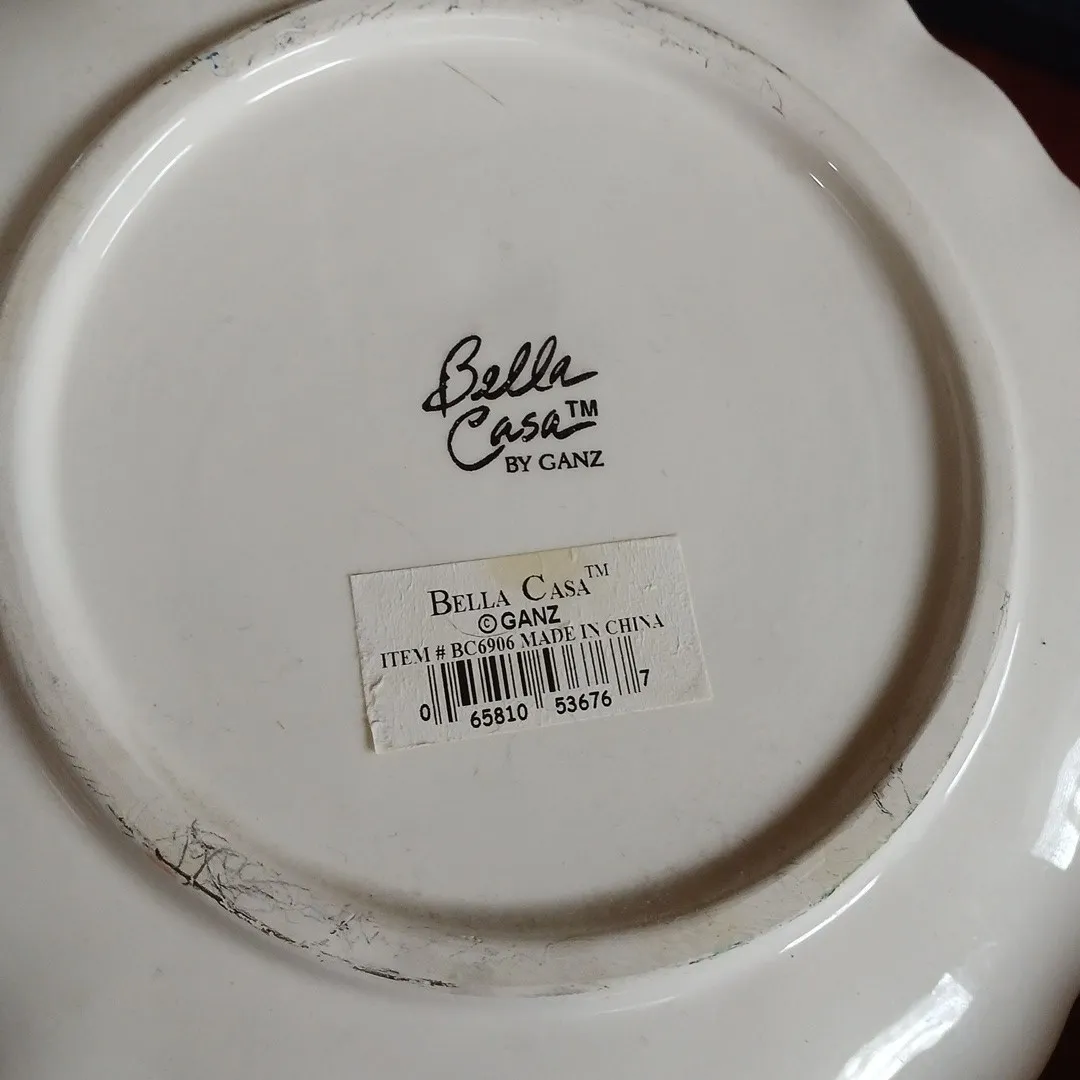 Bella
Casa™
BY GANZ
BELLA CASA™
©GANZ
ITEM # BC6906 MADE IN CHINA
0 65810 53676 7